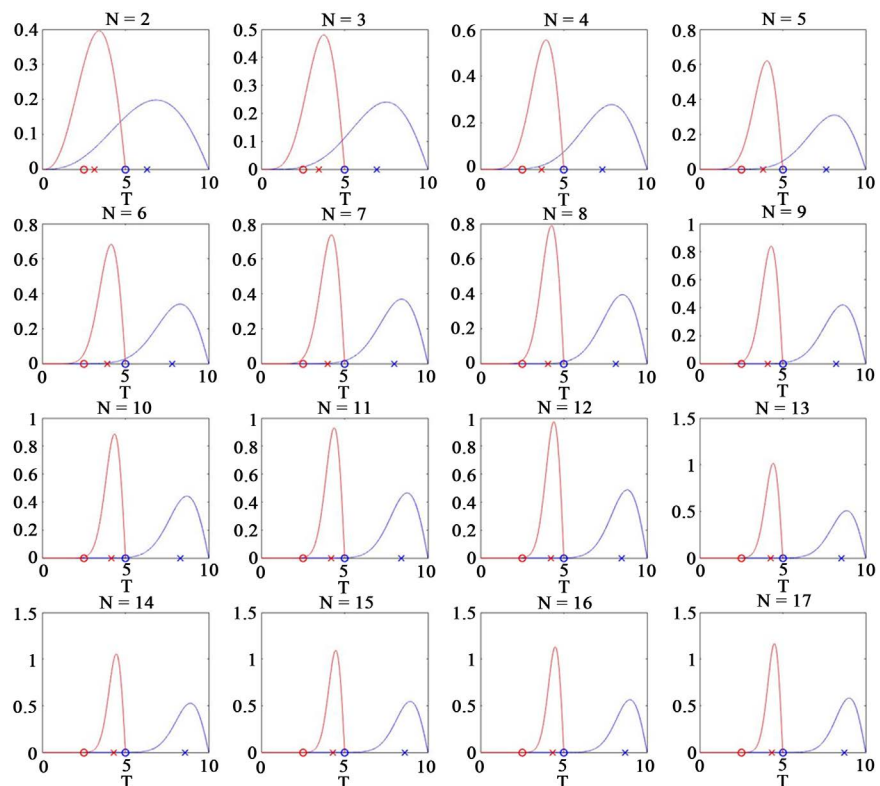 N = 2 N = 3 N = 4 N = 5
0.4 0.5 0.6 0.8
0.4 0.6
0.3 0.4
0.3 0.4
0.2
0.2 0.2
0.1 0.1 0.2
0 0 0 0
0 5 10 0 5 10 0 5 10 0 5 10
T T T T
N = 6 N = 7 N = 8 N = 9
0.8 0.8 0.8 1
0.8
0.6 0.6 0.6
0.6
0.4 0.4 0.4
0.4
0.2 0.2 0.2 0.2
0 0 0 0
0 5 10 0 5 10 0 5 10 0 5 10
T T T T
N = 10 N = 11 N = 12 N = 13
1 1 1 1.5
0.8 0.8 0.8
1
0.6 0.6 0.6
0.4 0.4 0.4 0.5
0.2 0.2 0.2
0 0 0 0
0 5 10 0 5 10 0 5 10 0 5 10
T T T T
N = 14 N = 15 N = 16 N = 17
1.5 1.5 1.5 1.5
1 1 1 1
0.5 0.5 0.5 0.5
0 0 0 0
0 5 10 0 5 10 0 5 10 0 5 10
T T T T